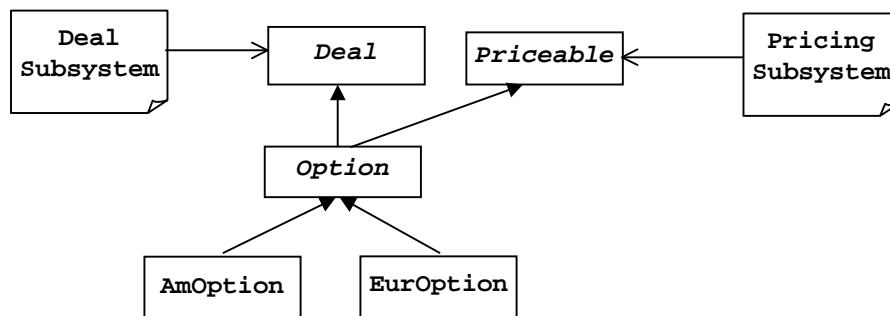 Deal
Subsystem
Deal
Priceable
Pricing
Subsystem
Option
AmOption
EurOption